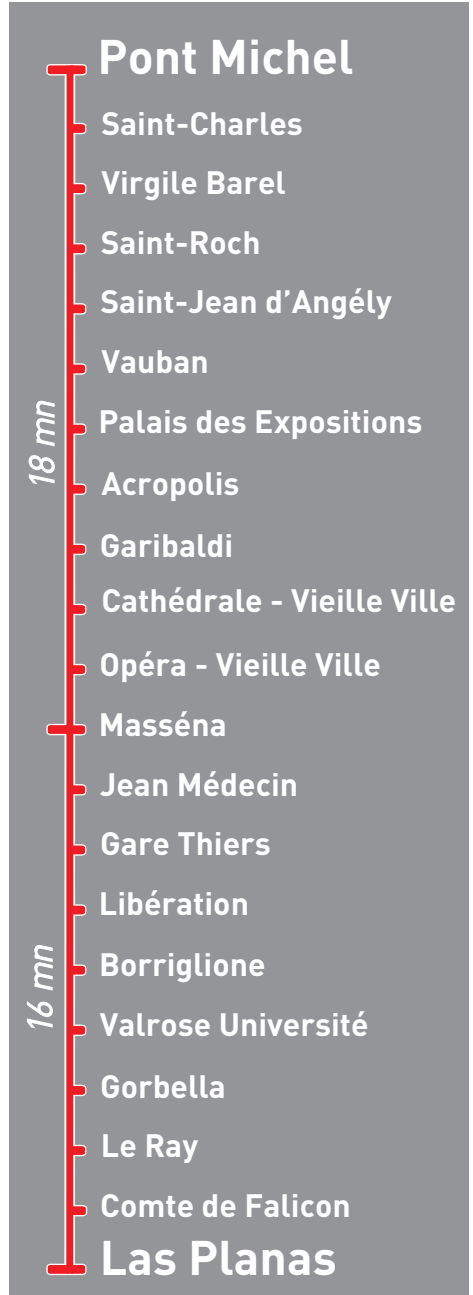 Pont Michel
Saint-Charles
Virgile Barel
Saint-Roch
Saint-Jean d’Angély
Vauban
18 mn
Palais des Expositions
Acropolis
Garibaldi
Cathédrale - Vieille Ville
Opéra - Vieille Ville
Masséna
Jean Médecin
Gare Thiers
Libération
Borriglione
16 mn
Valrose Université
Gorbella
Le Ray
Comte de Falicon
Las Planas